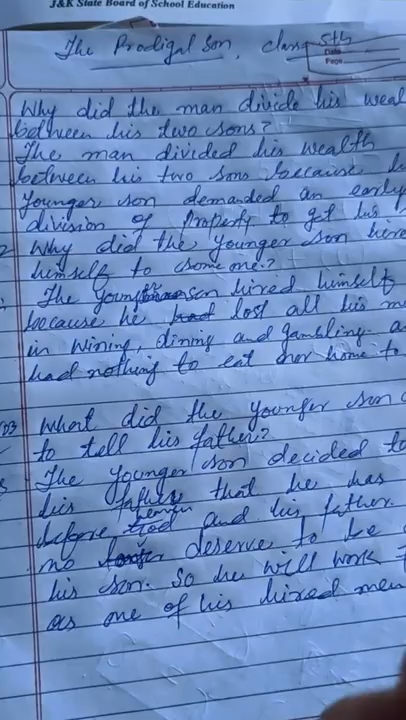 J&K State Board of School Education
The Prodigal Son, class 5th
Date
Page
Why did the man divide his weal
between his two sons?
The man divided his wealth
between his two sons because
younger son demanded an early
division of property to get his
Why did the younger son hire
himself to some one?
The younger son hired himself
because he had lost all his m
in wining, dining and gambling a
had nothing to eat nor home to
What did the younger son
to tell his father?
The younger son decided to
his father that he has
before heaven God and his father.
no longer deserve to be
his son. So he will work
as one of his hired men